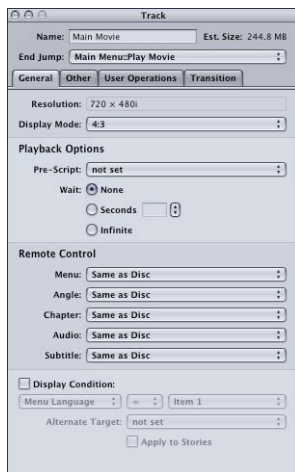 Track
Name: Main Movie Est. Size: 244.8 MB
End Jump: Main Menu::Play Movie
General Other User Operations Transition
Resolution: 720 × 480i
Display Mode: 4:3
Playback Options
Pre-Script: not set
Wait: None
Seconds
Infinite
Remote Control
Menu: Same as Disc
Angle: Same as Disc
Chapter: Same as Disc
Audio: Same as Disc
Subtitle: Same as Disc
Display Condition:
Menu Language = Item 1
Alternate Target: not set
Apply to Stories